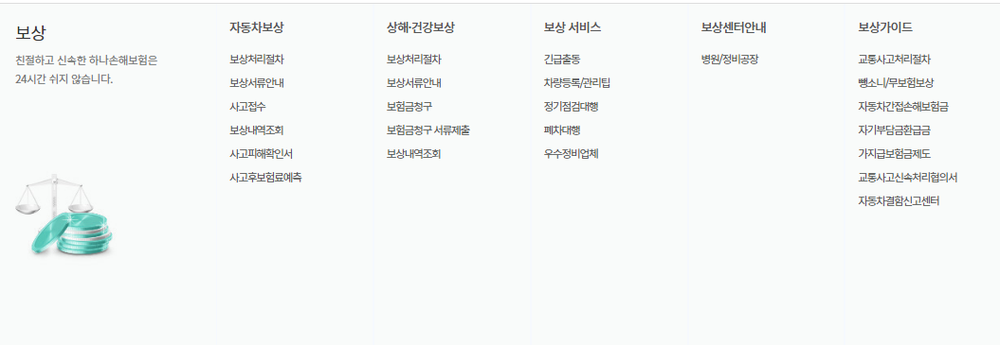 보상
친절하고 신속한 하나손해보험은
24시간 쉬지 않습니다.
자동차보상
보상처리절차
보상서류안내
사고접수
보상내역조회
사고피해확인서
사고후보험료예측
상해·건강보상
보상처리절차
보상서류안내
보험금청구
보험금청구 서류제출
보상내역조회
보상 서비스
긴급출동
차량등록/관리팁
정기점검대행
폐차대행
우수정비업체
보상센터안내
병원/정비공장
보상가이드
교통사고처리절차
뺑소니/무보험보상
자동차간접손해보험금
자기부담금환급금
가지급보험금제도
교통사고신속처리협의서
자동차결함신고센터